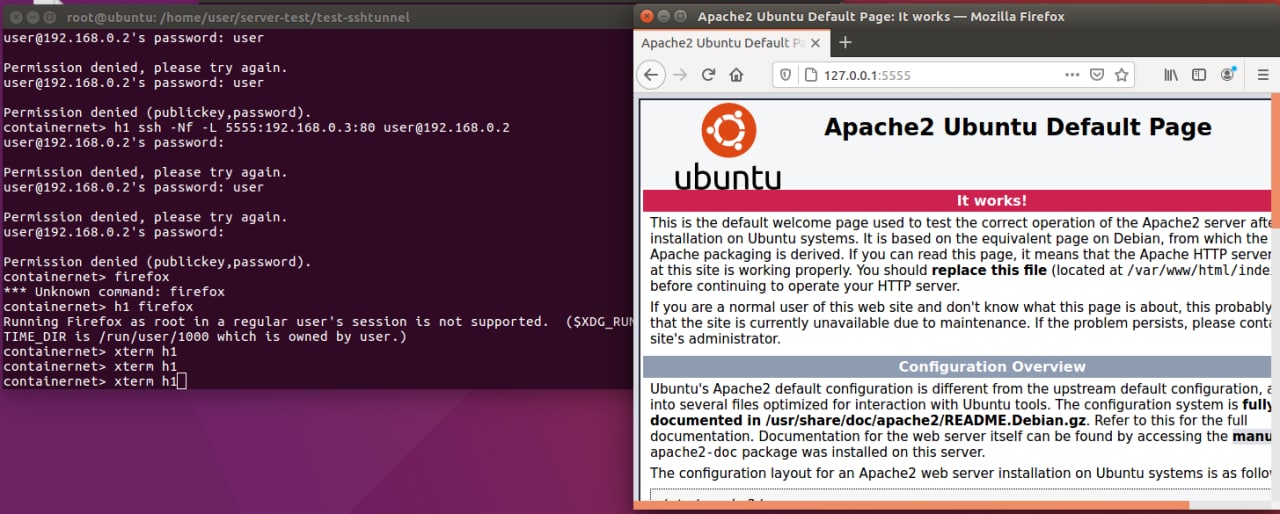 root@ubuntu: /home/user/server-test/test-sshtunnel
user@192.168.0.2's password: user
Permission denied, please try again.
user@192.168.0.2's password: user
Permission denied, please try again.
user@192.168.0.2's password: user
Permission denied (publickey,password).
containernet> h1 ssh -Nf -L 5555:192.168.0.3:80 user@192.168.0.2
user@192.168.0.2's password:
Permission denied, please try again.
user@192.168.0.2's password: user
Permission denied, please try again.
user@192.168.0.2's password:
Permission denied (publickey,password).
containernet> firefox
*** Unknown command: firefox
containernet> h1 firefox
Running Firefox as root in a regular user's session is not supported.  ($XDG_RUN
TIME_DIR is /run/user/1000 which is owned by user.)
containernet> xterm h1
containernet> xterm h1
containernet> xterm h1
Apache2 Ubuntu Default Page: It works — Mozilla Firefox
Apache2 Ubuntu Default Pa
127.0.0.1:5555
ubuntu
Apache2 Ubuntu Default Page
It works!
This is the default welcome page used to test the correct operation of the Apache2 server afte
installation on Ubuntu systems. It is based on the equivalent page on Debian, from which the
Apache packaging is derived. If you can read this page, it means that the Apache HTTP server
at this site is working properly. You should replace this file (located at /var/www/html/inde
before continuing to operate your HTTP server.
If you are a normal user of this web site and don't know what this page is about, this probably
that the site is currently unavailable due to maintenance. If the problem persists, please conta
site's administrator.
Configuration Overview
Ubuntu's Apache2 default configuration is different from the upstream default configuration, a
into several files optimized for interaction with Ubuntu tools. The configuration system is fully
documented in /usr/share/doc/apache2/README.Debian.gz. Refer to this for the full
documentation. Documentation for the web server itself can be found by accessing the manu
apache2-doc package was installed on this server.
The configuration layout for an Apache2 web server installation on Ubuntu systems is as follow